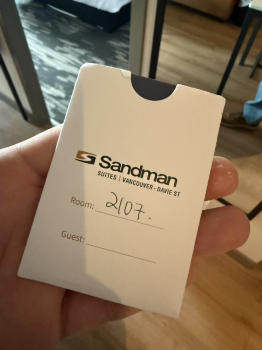 Sandman
SUITES | VANCOUVER - DAVIE ST
Room: 2107.
Guest: